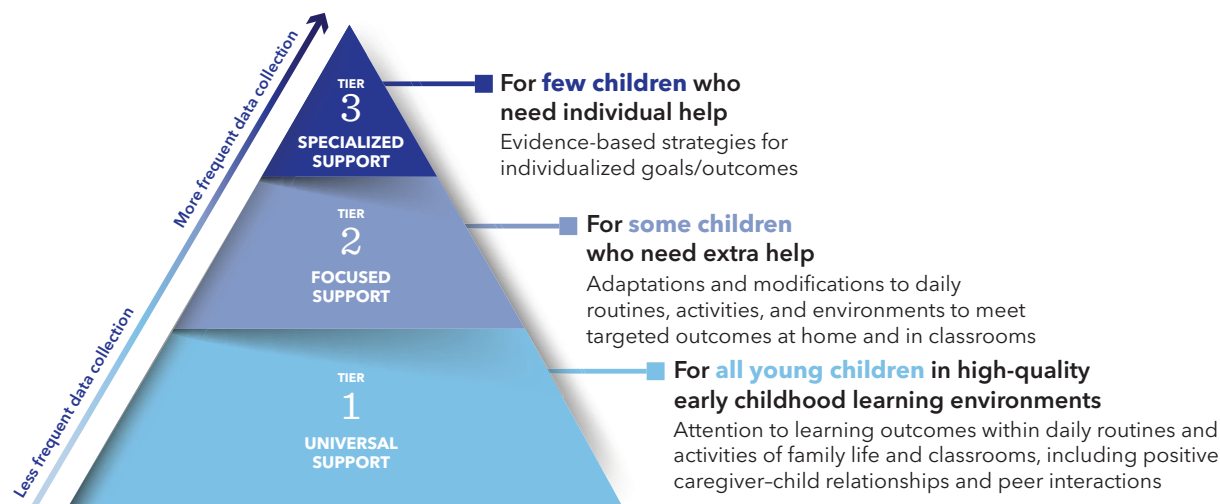 More frequent data collection
Less frequent data collection
TIER
3
SPECIALIZED
SUPPORT
For few children who
need individual help
Evidence-based strategies for
individualized goals/outcomes
TIER
2
FOCUSED
SUPPORT
For some children
who need extra help
Adaptations and modifications to daily
routines, activities, and environments to meet
targeted outcomes at home and in classrooms
TIER
1
UNIVERSAL
SUPPORT
For all young children in high-quality
early childhood learning environments
Attention to learning outcomes within daily routines and
activities of family life and classrooms, including positive
caregiver–child relationships and peer interactions